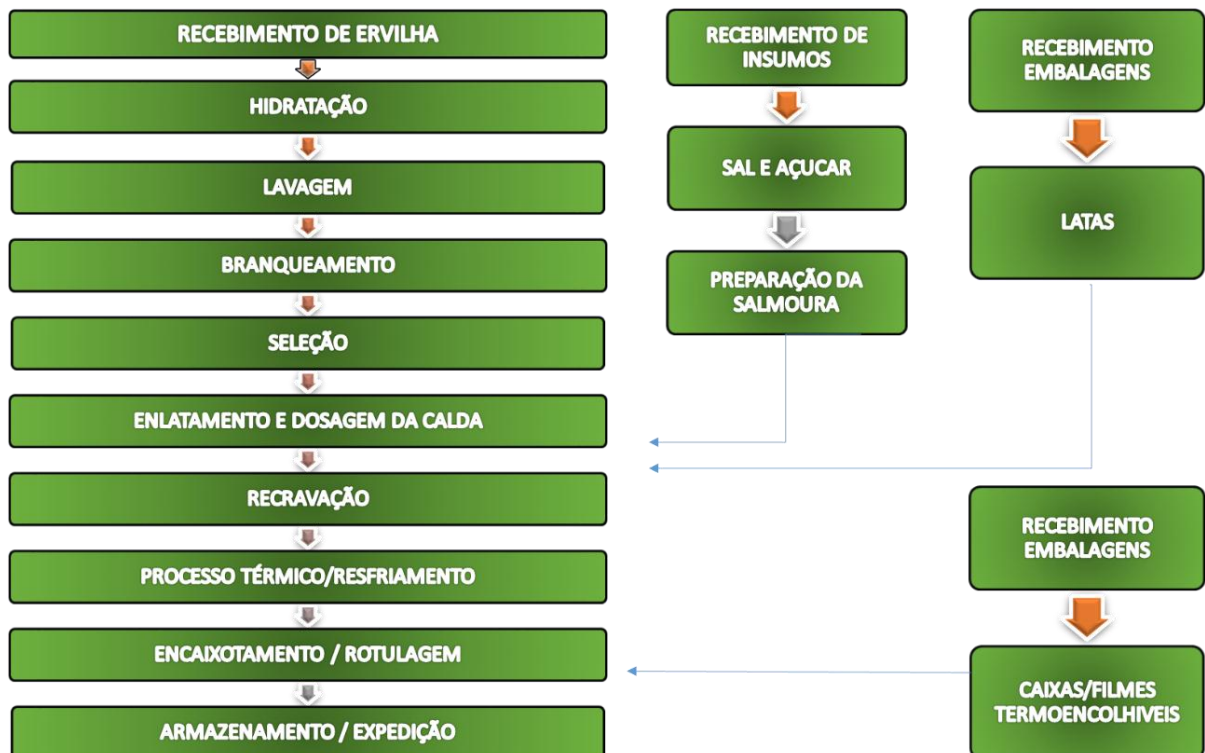 RECEBIMENTO DE ERVILHA
HIDRATAÇÃO
LAVAGEM
BRANQUEAMENTO
SELEÇÃO
ENLATAMENTO E DOSAGEM DA CALDA
RECRAVAÇÃO
PROCESSO TÉRMICO/RESFRIAMENTO
ENCAIXOTAMENTO / ROTULAGEM
ARMAZENAMENTO / EXPEDIÇÃO
RECEBIMENTO DE
INSUMOS
SAL E AÇUCAR
PREPARAÇÃO DA
SALMOURA
RECEBIMENTO
EMBALAGENS
LATAS
RECEBIMENTO
EMBALAGENS
CAIXAS/FILMES
TERMOENCOLHIVEIS